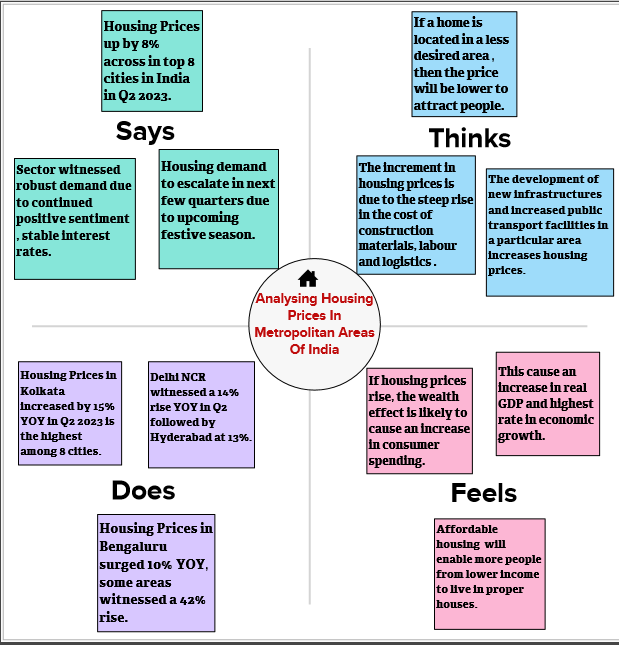 Housing Prices
up by 8%
across in top 8
cities in India
in Q2 2023.
Says
Sector witnessed
robust demand due
to continued
positive sentiment
, stable interest
rates.
Housing demand
to escalate in next
few quarters due
to upcoming
festive season.
If a home is
located in a less
desired area ,
then the price
will be lower to
attract people.
Thinks
The increment in
housing prices is
due to the steep rise
in the cost of
construction
materials, labour
and logistics .
The development of
new infrastructures
and increased public
transport facilities in
a particular area
increases housing
prices.
Analysing Housing
Prices In
Metropolitan Areas
Of India
Housing Prices in
Kolkata
increased by 15%
YOY in Q2 2023 is
the highest
among 8 cities.
Delhi NCR
witnessed a 14%
rise YOY in Q2
followed by
Hyderabad at 13%.
Does
Housing Prices in
Bengaluru
surged 10% YOY,
some areas
witnessed a 42%
rise.
If housing prices
rise, the wealth
effect is likely to
cause an increase
in consumer
spending.
This cause an
increase in real
GDP and highest
rate in economic
growth.
Feels
Affordable
housing will
enable more people
from lower income
to live in proper
houses.